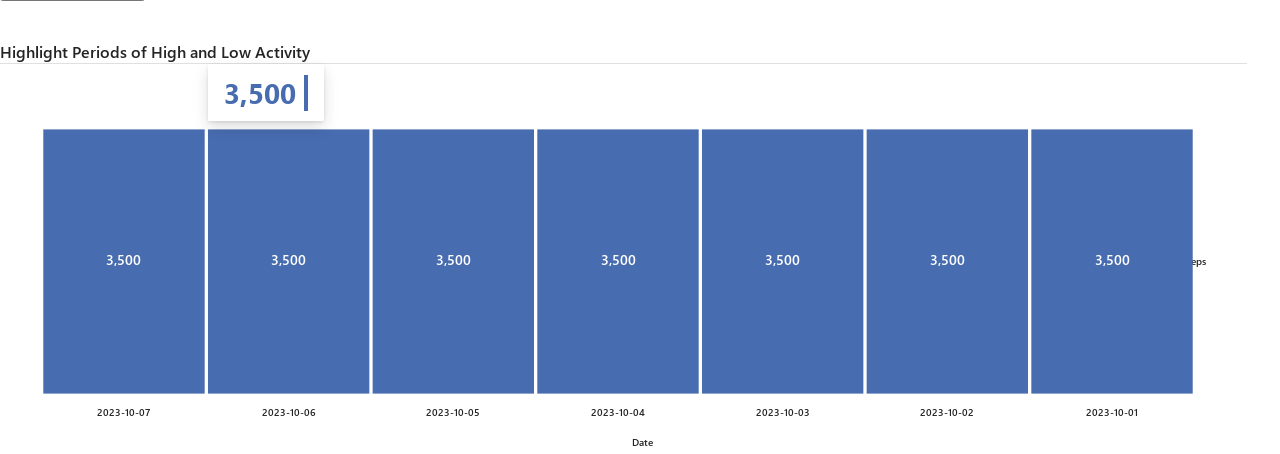 Highlight Periods of High and Low Activity
3,500
3,500 3,500 3,500 3,500 3,500 3,500 3,500
eps
2023-10-07 2023-10-06 2023-10-05 2023-10-04 2023-10-03 2023-10-02 2023-10-01
Date